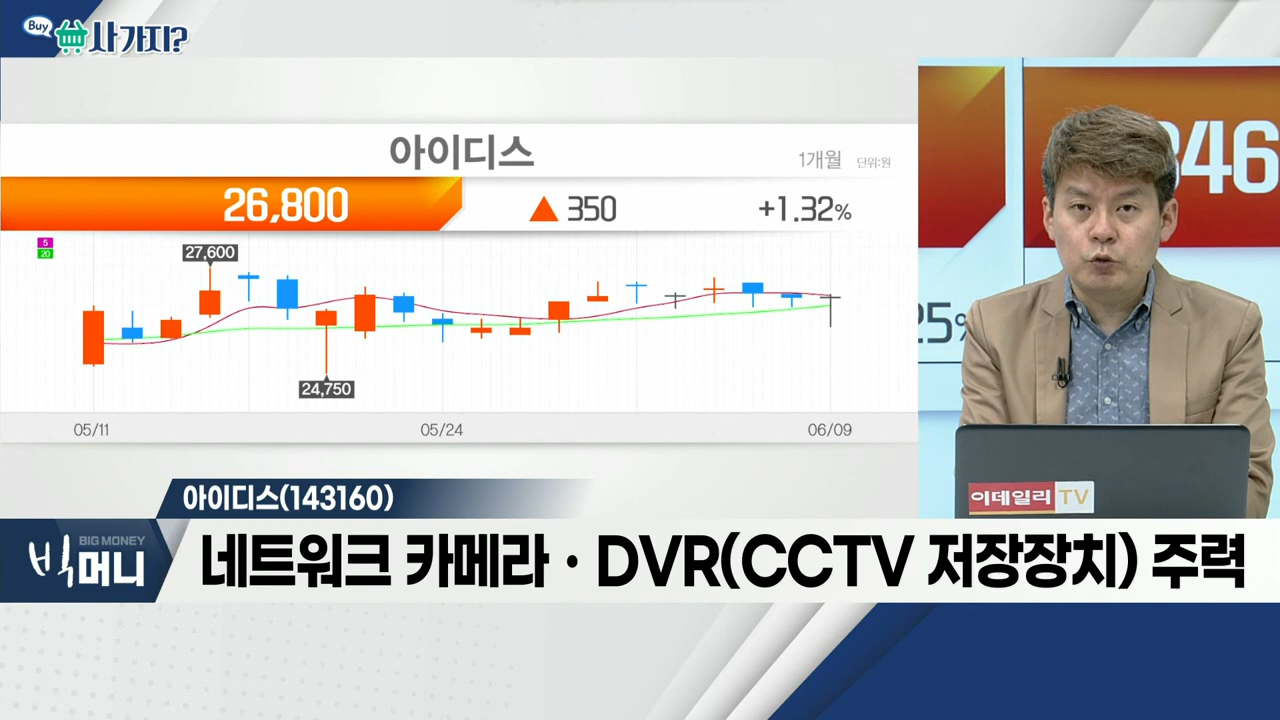 Buy 사 가지?
아이디스
1개월 단위:원
26,800 ▲ 350 +1.32%
5
20
27,600
24,750
05/11 05/24 06/09
346
25%
이데일리 TV
아이디스(143160)
BIG MONEY
빅머니
네트워크 카메라·DVR(CCTV 저장장치) 주력